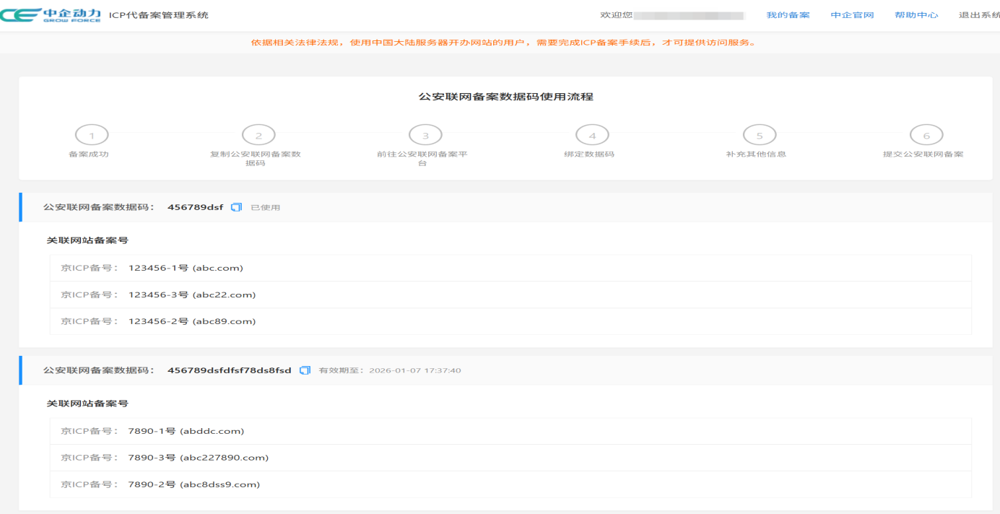 中企动力 ICP代备案管理系统 欢迎您 我的备案 中企官网 帮助中心 退出系统
GROW FORCE
依据相关法律法规，使用中国大陆服务器开办网站的用户，需要完成ICP备案手续后，才可提供访问服务。
公安联网备案数据码使用流程
1 2 3 4 5 6
备案成功 复制公安联网备案数 前往公安联网备案平 绑定数据码 补充其他信息 提交公安联网备案
据码 台
公安联网备案数据码： 456789dsf 已使用
关联网站备案号
京ICP备号： 123456-1号 (abc.com)
京ICP备号： 123456-3号 (abc22.com)
京ICP备号： 123456-2号 (abc89.com)
公安联网备案数据码： 456789dsfdfsf78ds8fsd 有效期至：2026-01-07 17:37:40
关联网站备案号
京ICP备号： 7890-1号 (abddc.com)
京ICP备号： 7890-3号 (abc227890.com)
京ICP备号： 7890-2号 (abc8dss9.com)